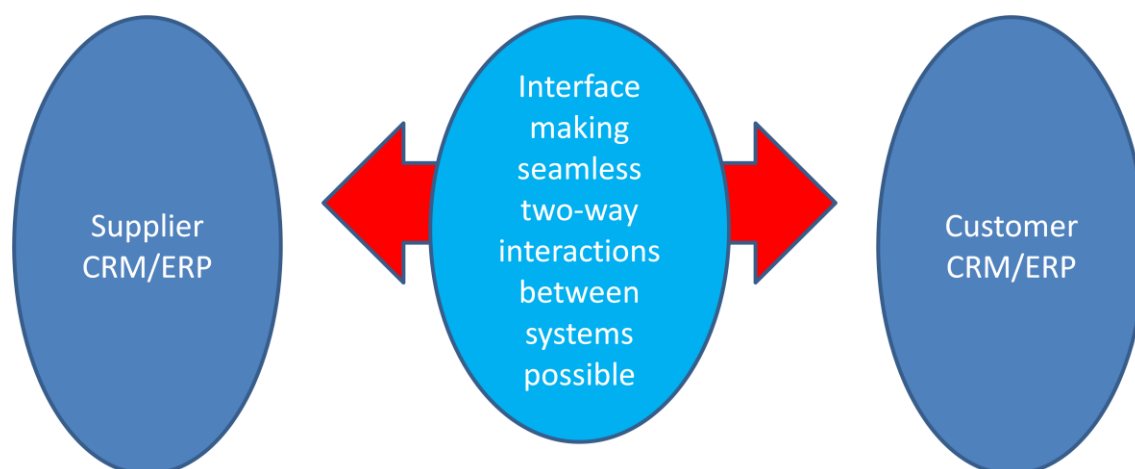 Supplier
CRM/ERP
Interface
making
seamless
two-way
interactions
between
systems
possible
Customer
CRM/ERP